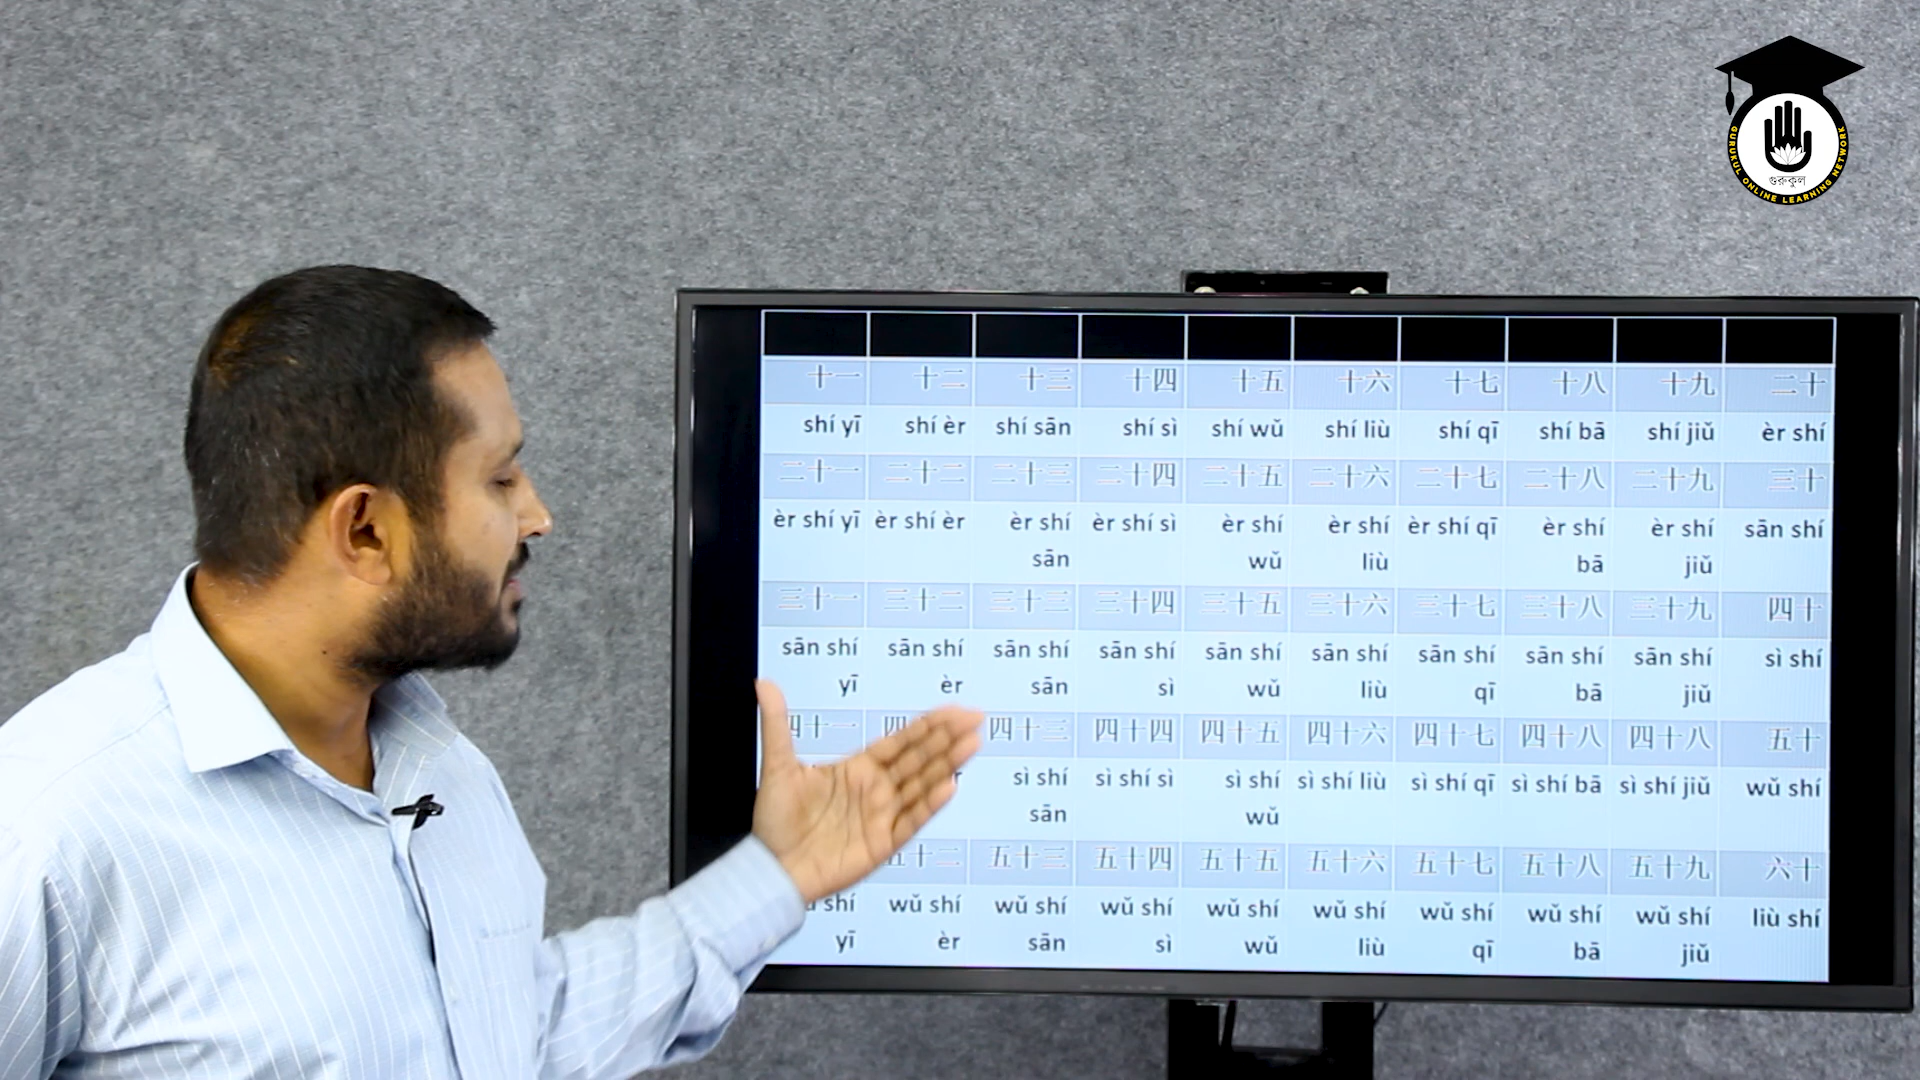 GURUKUL ONLINE LEARNING NETWORK
গুরুকুল
十一 十二 十三 十四 十五 十六 十七 十八 十九 二十
shí yī shí èr shí sān shí sì shí wǔ shí liù shí qī shí bā shí jiǔ èr shí
二十一 二十二 二十三 二十四 二十五 二十六 二十七 二十八 二十九 三十
èr shí yī èr shí èr èr shí èr shí sì èr shí èr shí èr shí qī èr shí èr shí sān shí
sān wǔ liù bā jiǔ
三十一 三十二 三十三 三十四 三十五 三十六 三十七 三十八 三十九 四十
sān shí sān shí sān shí sān shí sān shí sān shí sān shí sān shí sān shí sì shí
yī èr sān sì wǔ liù qī bā jiǔ
四十一 四 四十三 四十四 四十五 四十六 四十七 四十八 四十八 五十
sì shí sì shí sì sì shí sì shí liù sì shí qī sì shí bā sì shí jiǔ wǔ shí
sān wǔ
五十二 五十三 五十四 五十五 五十六 五十七 五十八 五十九 六十
shí wǔ shí wǔ shí wǔ shí wǔ shí wǔ shí wǔ shí wǔ shí wǔ shí liù shí
yī èr sān sì wǔ liù qī bā jiǔ